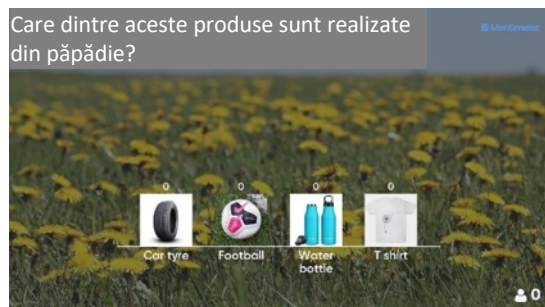 Care dintre aceste produse sunt realizate
din păpădie?
Mentimeter
0
0
0
0
Car tyre
Football
Water
bottle
T shirt
0